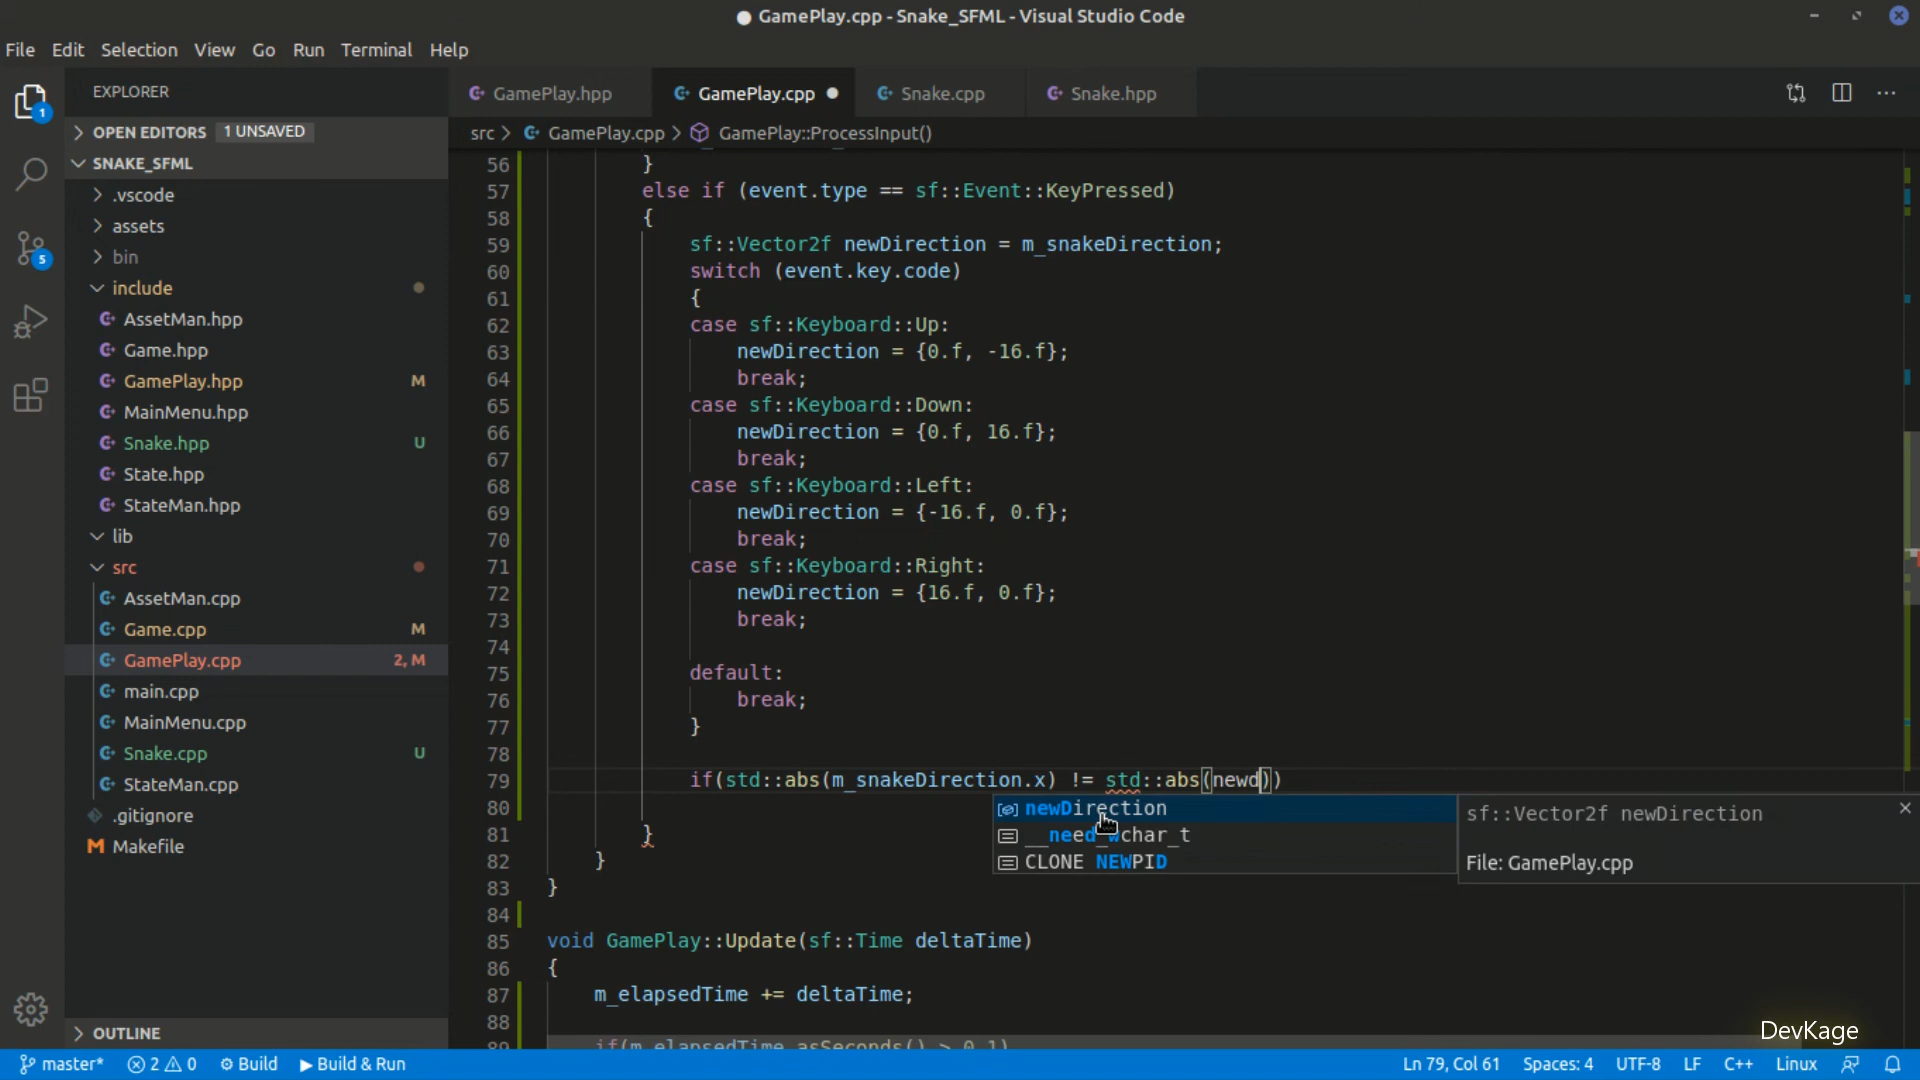 GamePlay.cpp - Snake_SFML - Visual Studio Code
File Edit Selection View Go Run Terminal Help
EXPLORER
GamePlay.hpp
GamePlay.cpp
Snake.cpp
Snake.hpp
1
OPEN EDITORS 1 UNSAVED
src > GamePlay.cpp > GamePlay::ProcessInput()
SNAKE_SFML
.vscode
assets
bin
include
AssetMan.hpp
Game.hpp
GamePlay.hpp M
MainMenu.hpp
Snake.hpp U
State.hpp
StateMan.hpp
lib
src
AssetMan.cpp
Game.cpp M
GamePlay.cpp 2, M
main.cpp
MainMenu.cpp
Snake.cpp U
StateMan.cpp
.gitignore
Makefile
OUTLINE
5
56 }
57 else if (event.type == sf::Event::KeyPressed)
58 {
59 sf::Vector2f newDirection = m_snakeDirection;
60 switch (event.key.code)
61 {
62 case sf::Keyboard::Up:
63 newDirection = {0.f, -16.f};
64 break;
65 case sf::Keyboard::Down:
66 newDirection = {0.f, 16.f};
67 break;
68 case sf::Keyboard::Left:
69 newDirection = {-16.f, 0.f};
70 break;
71 case sf::Keyboard::Right:
72 newDirection = {16.f, 0.f};
73 break;
74
75 default:
76 break;
77 }
78
79 if(std::abs(m_snakeDirection.x) != std::abs(newd))
80
81 }
82 }
83 }
84
85 void GamePlay::Update(sf::Time deltaTime)
86 {
87 m_elapsedTime += deltaTime;
88
89 if(m_elapsedTime.asSeconds() > 0.1)
newDirection
__need_wchar_t
CLONE_NEWPID
sf::Vector2f newDirection
File: GamePlay.cpp
DevKage
master* 2 0 Build Build & Run
Ln 79, Col 61 Spaces: 4 UTF-8 LF C++ Linux